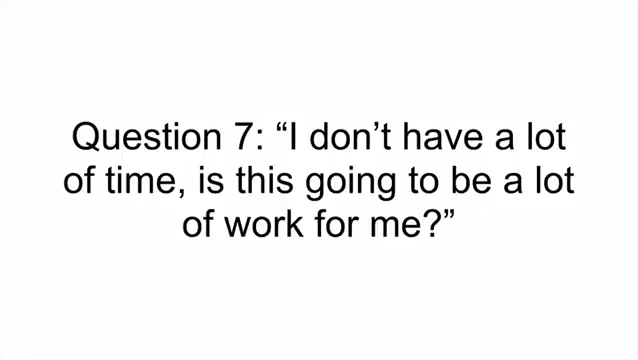 Question 7: “I don’t have a lot
of time, is this going to be a lot
of work for me?”